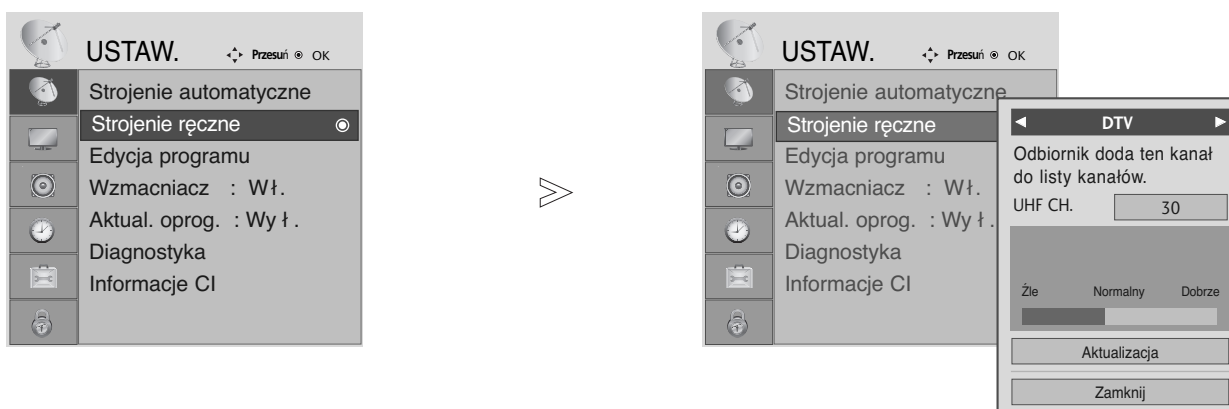 USTAW. Przesuń OK
Strojenie automatyczne
Strojenie ręczne
Edycja programu
Wzmacniacz : Wł.
Aktual. oprog. : Wy ł .
Diagnostyka
Informacje CI
USTAW. Przesuń OK
Strojenie automatyczne
Strojenie ręczne
Edycja programu
Wzmacniacz : Wł.
Aktual. oprog. : Wy ł .
Diagnostyka
Informacje CI
DTV
Odbiornik doda ten kanał
do listy kanałów.
UHF CH. 30
Źle Normalny Dobrze
Aktualizacja
Zamknij